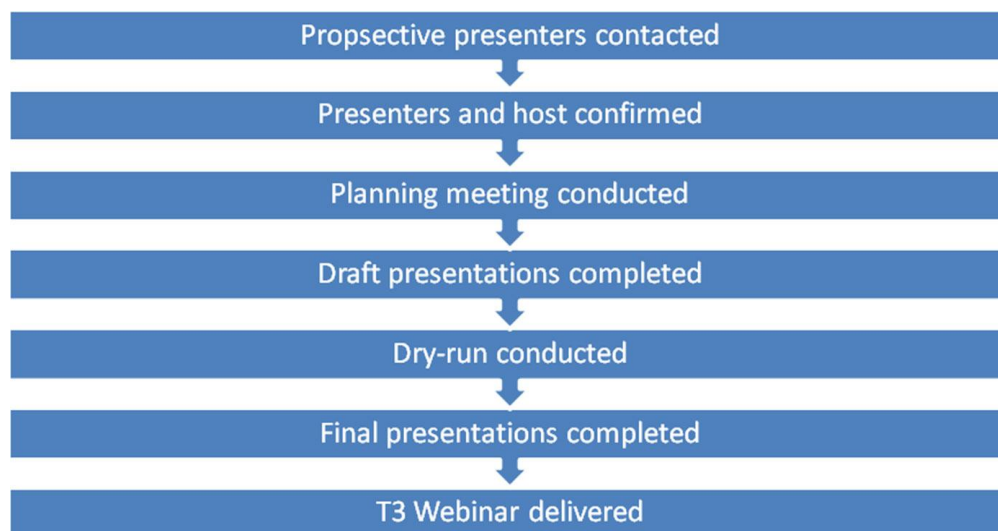 Propsective presenters contacted
Presenters and host confirmed
Planning meeting conducted
Draft presentations completed
Dry-run conducted
Final presentations completed
T3 Webinar delivered